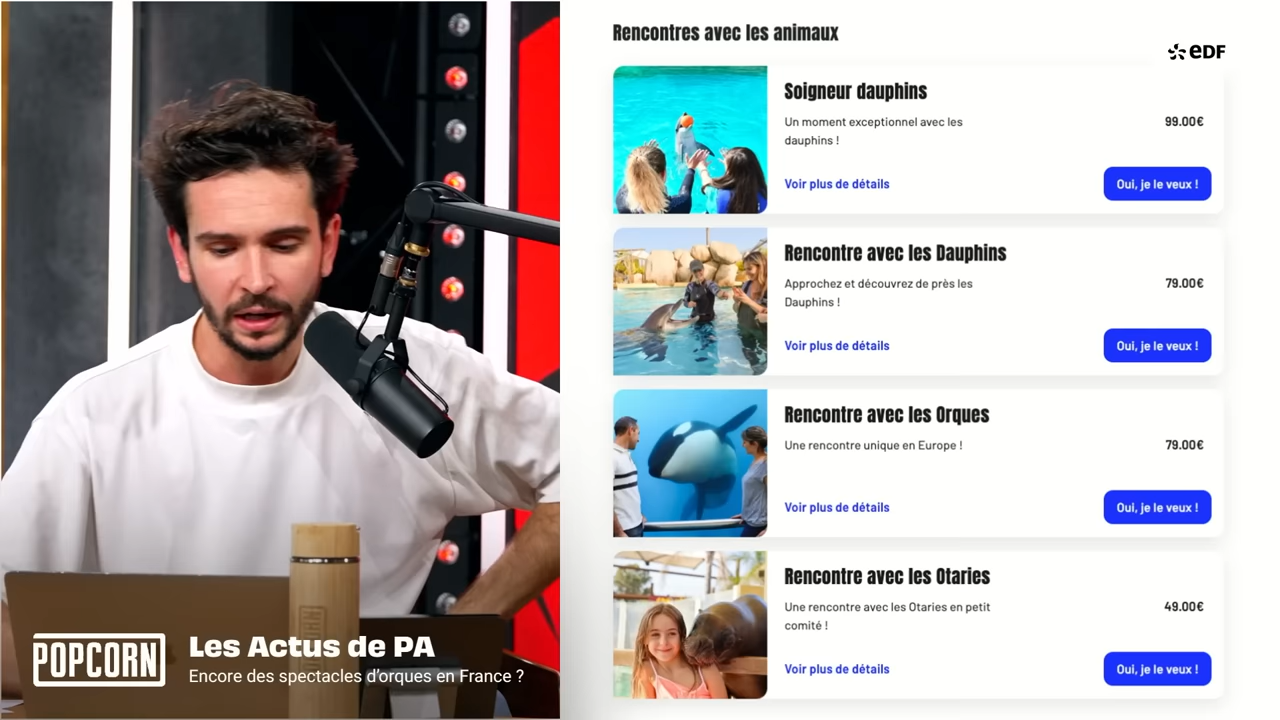 Rencontres avec les animaux
eDF
Soigneur dauphins
Un moment exceptionnel avec les
dauphins !
99.00€
Voir plus de détails
Oui, je le veux !
Rencontre avec les Dauphins
Approchez et découvrez de près les
Dauphins !
79.00€
Voir plus de détails
Oui, je le veux !
Rencontre avec les Orques
Une rencontre unique en Europe !
79.00€
Voir plus de détails
Oui, je le veux !
Rencontre avec les Otaries
Une rencontre avec les Otaries en petit
comité !
49.00€
Voir plus de détails
Oui, je le veux !
POPCORN
Les Actus de PA
Encore des spectacles d'orques en France ?